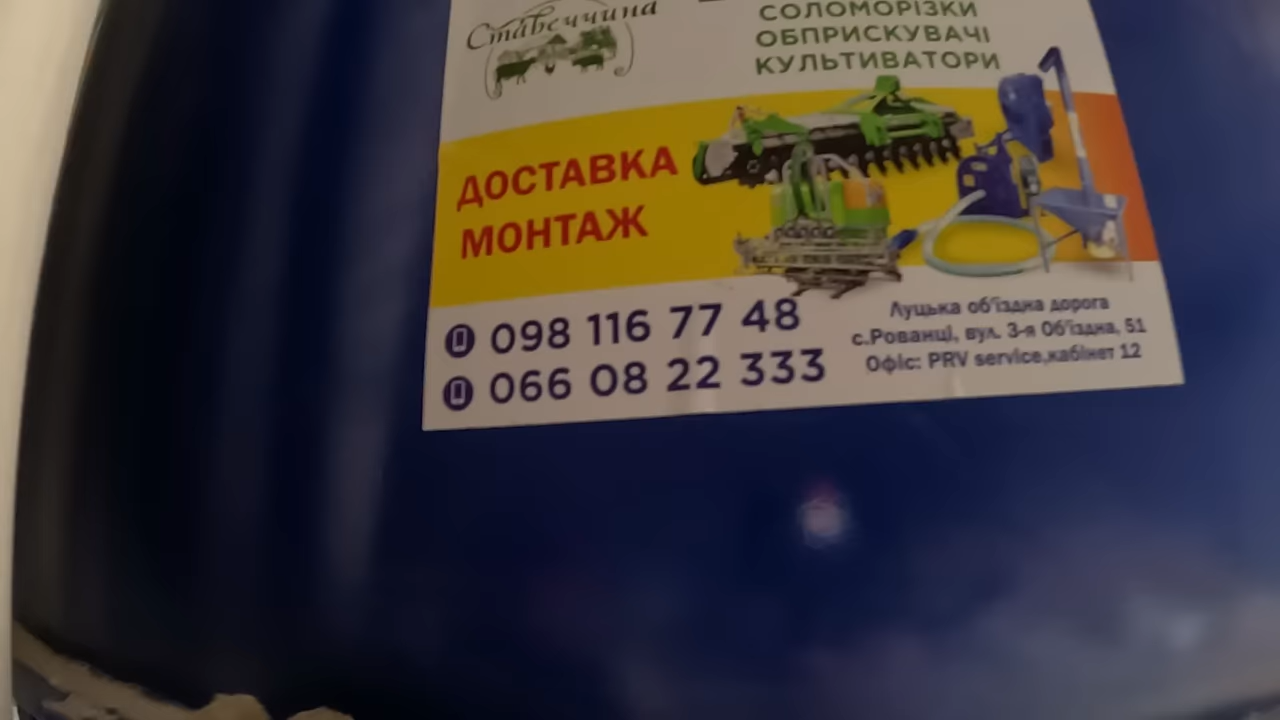 Ставеччина
СОЛОМОРІЗКИ
ОБПРИСКУВАЧІ
КУЛЬТИВАТОРИ
ДОСТАВКА
МОНТАЖ
098 116 77 48
066 08 22 333
Луцька об'їздна дорога
с.Рованці, вул. 3-я Об'їздна, 51
Офіс: PRV service,кабінет 12